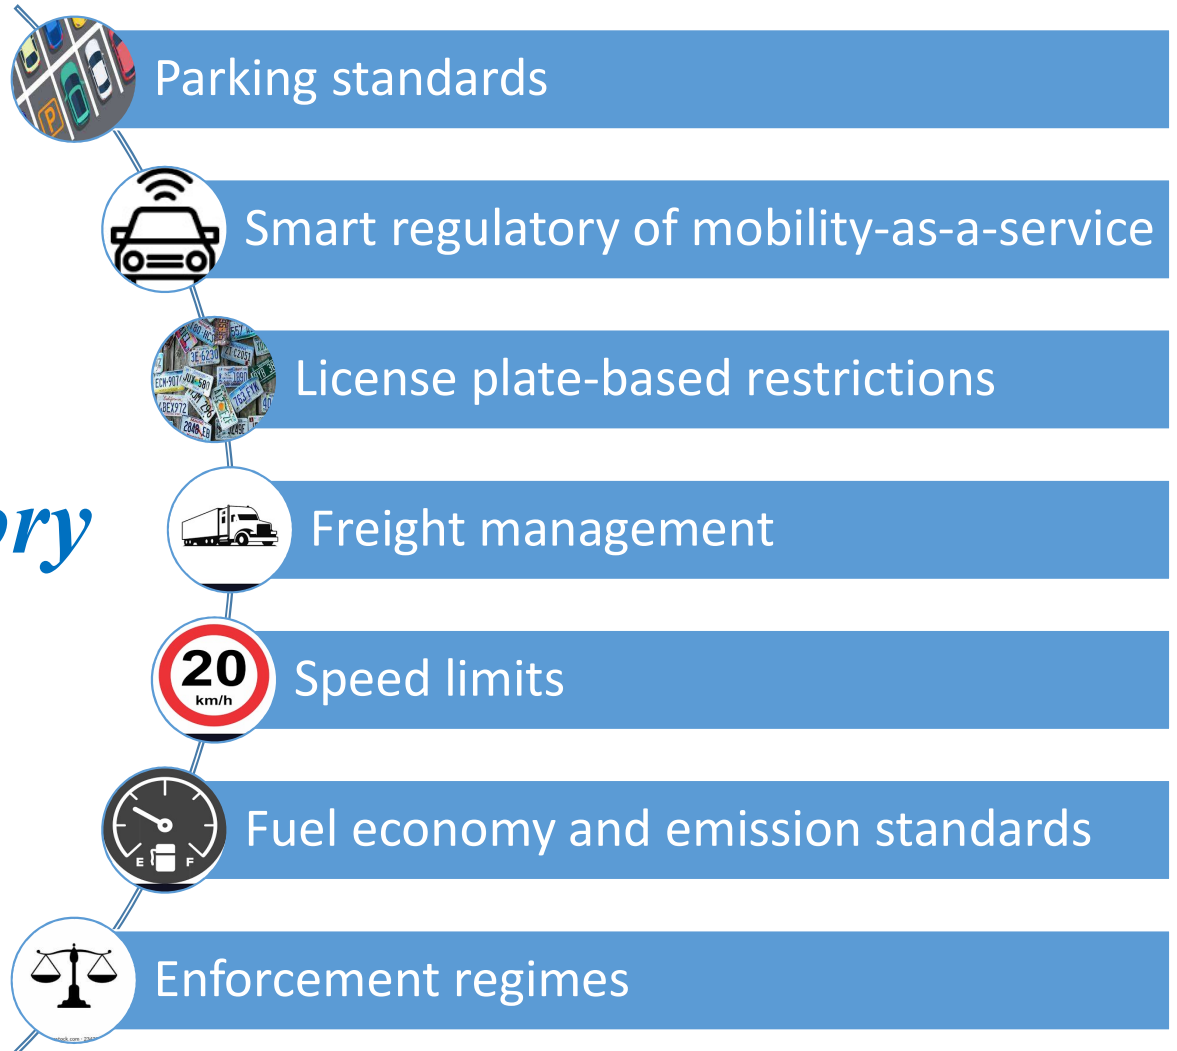 Parking standards
Smart regulatory of mobility-as-a-service
License plate-based restrictions
ory
Freight management
20
km/h
Speed limits
E F
Fuel economy and emission standards
Enforcement regimes